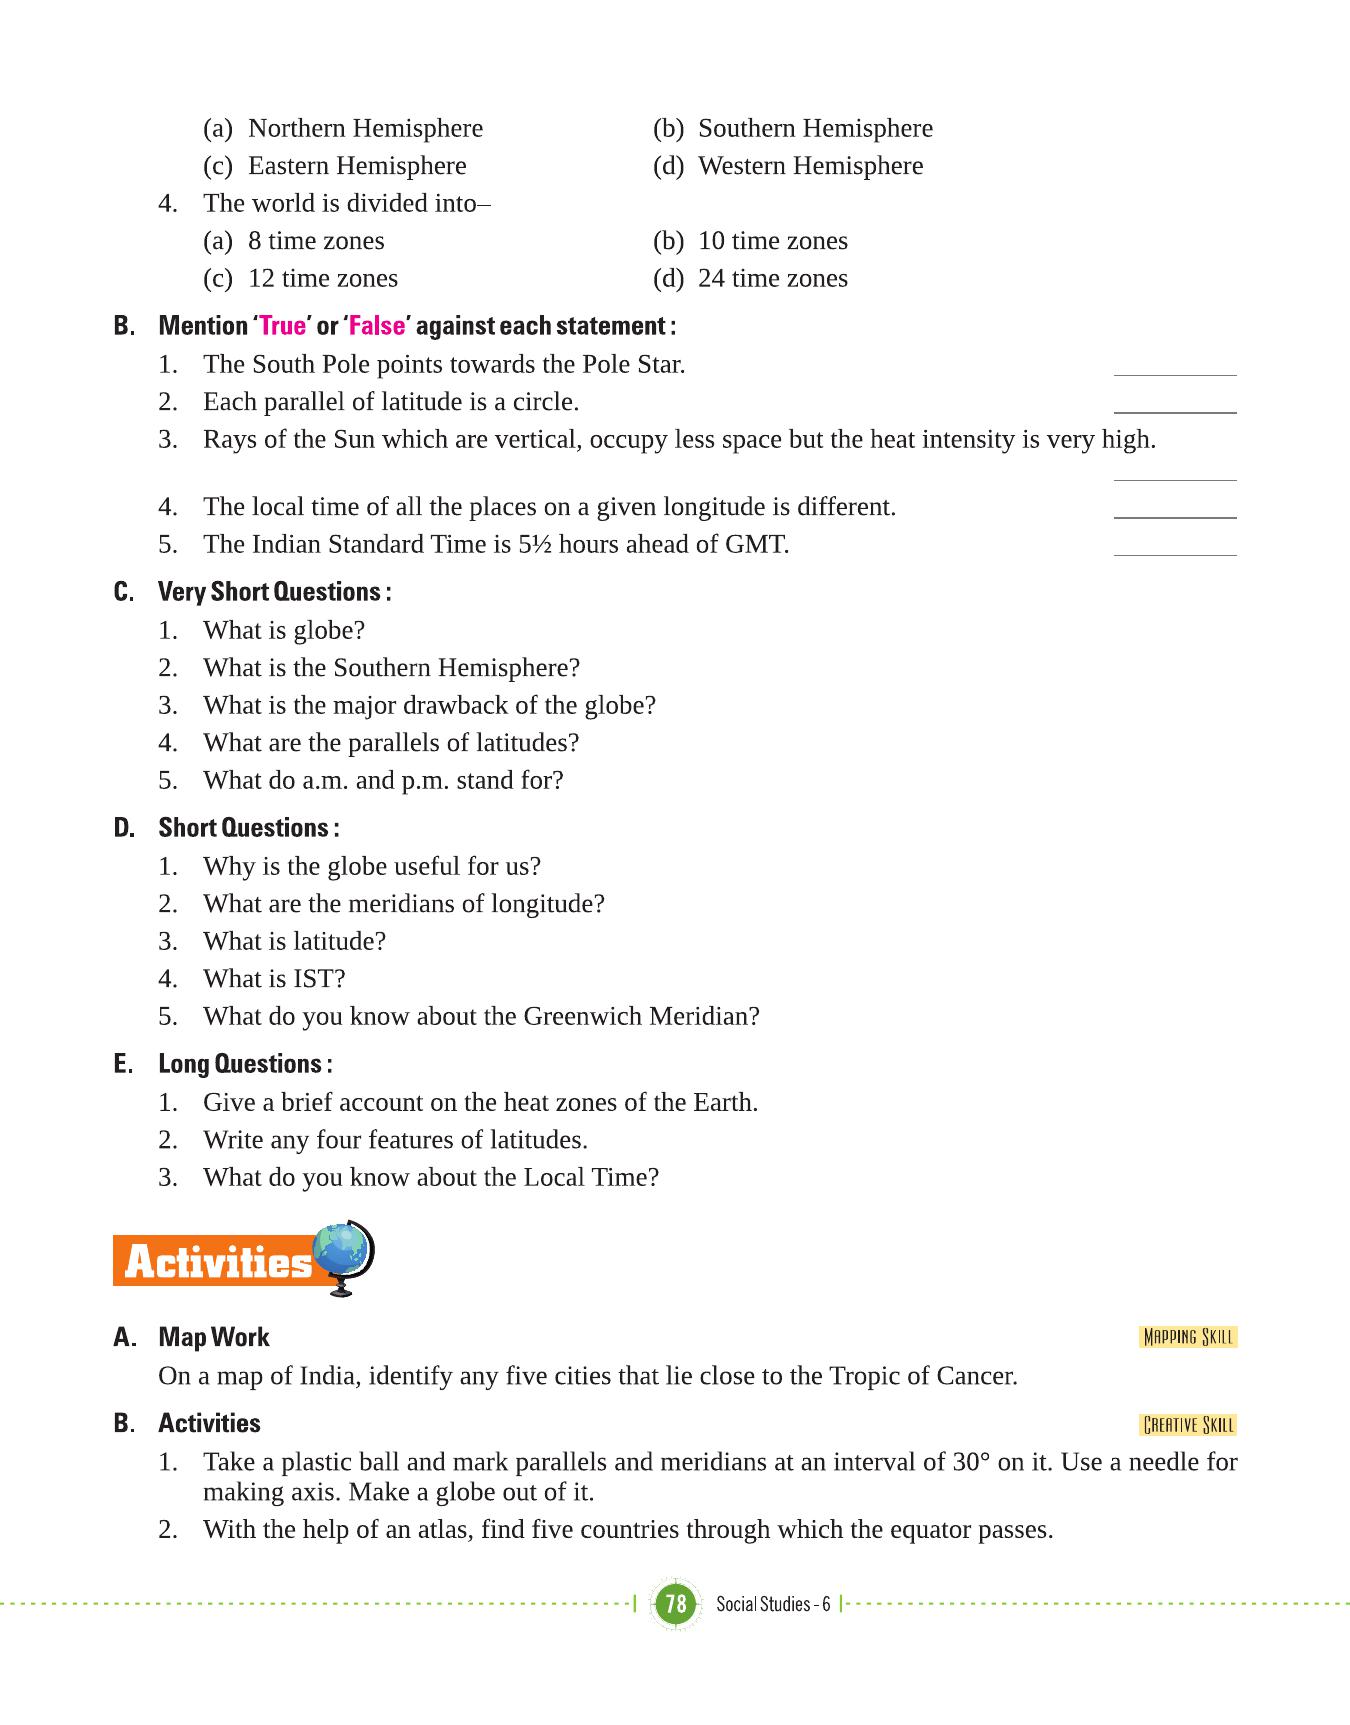 (a) Northern Hemisphere (b) Southern Hemisphere
(c) Eastern Hemisphere (d) Western Hemisphere
4. The world is divided into–
(a) 8 time zones (b) 10 time zones
(c) 12 time zones (d) 24 time zones
B. Mention ‘True’ or ‘False’ against each statement :
1. The South Pole points towards the Pole Star.
2. Each parallel of latitude is a circle.
3. Rays of the Sun which are vertical, occupy less space but the heat intensity is very high.
4. The local time of all the places on a given longitude is different.
5. The Indian Standard Time is 5½ hours ahead of GMT.
C. Very Short Questions :
1. What is globe?
2. What is the Southern Hemisphere?
3. What is the major drawback of the globe?
4. What are the parallels of latitudes?
5. What do a.m. and p.m. stand for?
D. Short Questions :
1. Why is the globe useful for us?
2. What are the meridians of longitude?
3. What is latitude?
4. What is IST?
5. What do you know about the Greenwich Meridian?
E. Long Questions :
1. Give a brief account on the heat zones of the Earth.
2. Write any four features of latitudes.
3. What do you know about the Local Time?
Activities
A. Map Work MAPPING SKILL
On a map of India, identify any five cities that lie close to the Tropic of Cancer.
B. Activities CREATIVE SKILL
1. Take a plastic ball and mark parallels and meridians at an interval of 30° on it. Use a needle for
making axis. Make a globe out of it.
2. With the help of an atlas, find five countries through which the equator passes.
78 Social Studies - 6